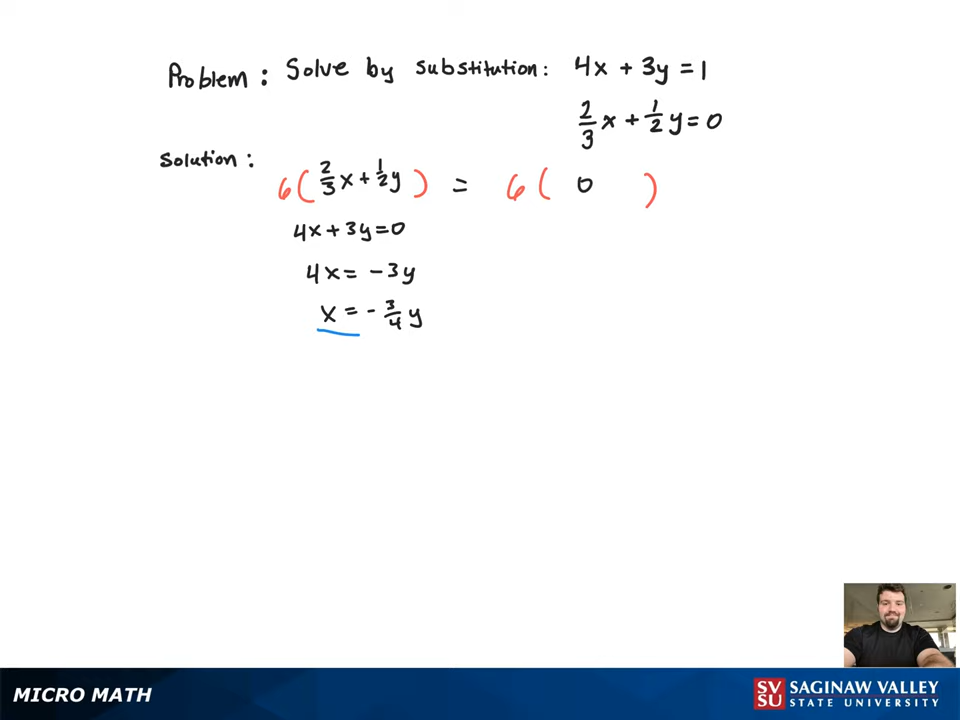 Problem: Solve by substitution: 4x + 3y = 1
2/3 x + 1/2 y = 0
Solution:
6( 2/3 x + 1/2 y ) = 6( 0 )
4x + 3y = 0
4x = -3y
x = - 3/4 y
MICRO MATH
SV SU SAGINAW VALLEY
STATE UNIVERSITY